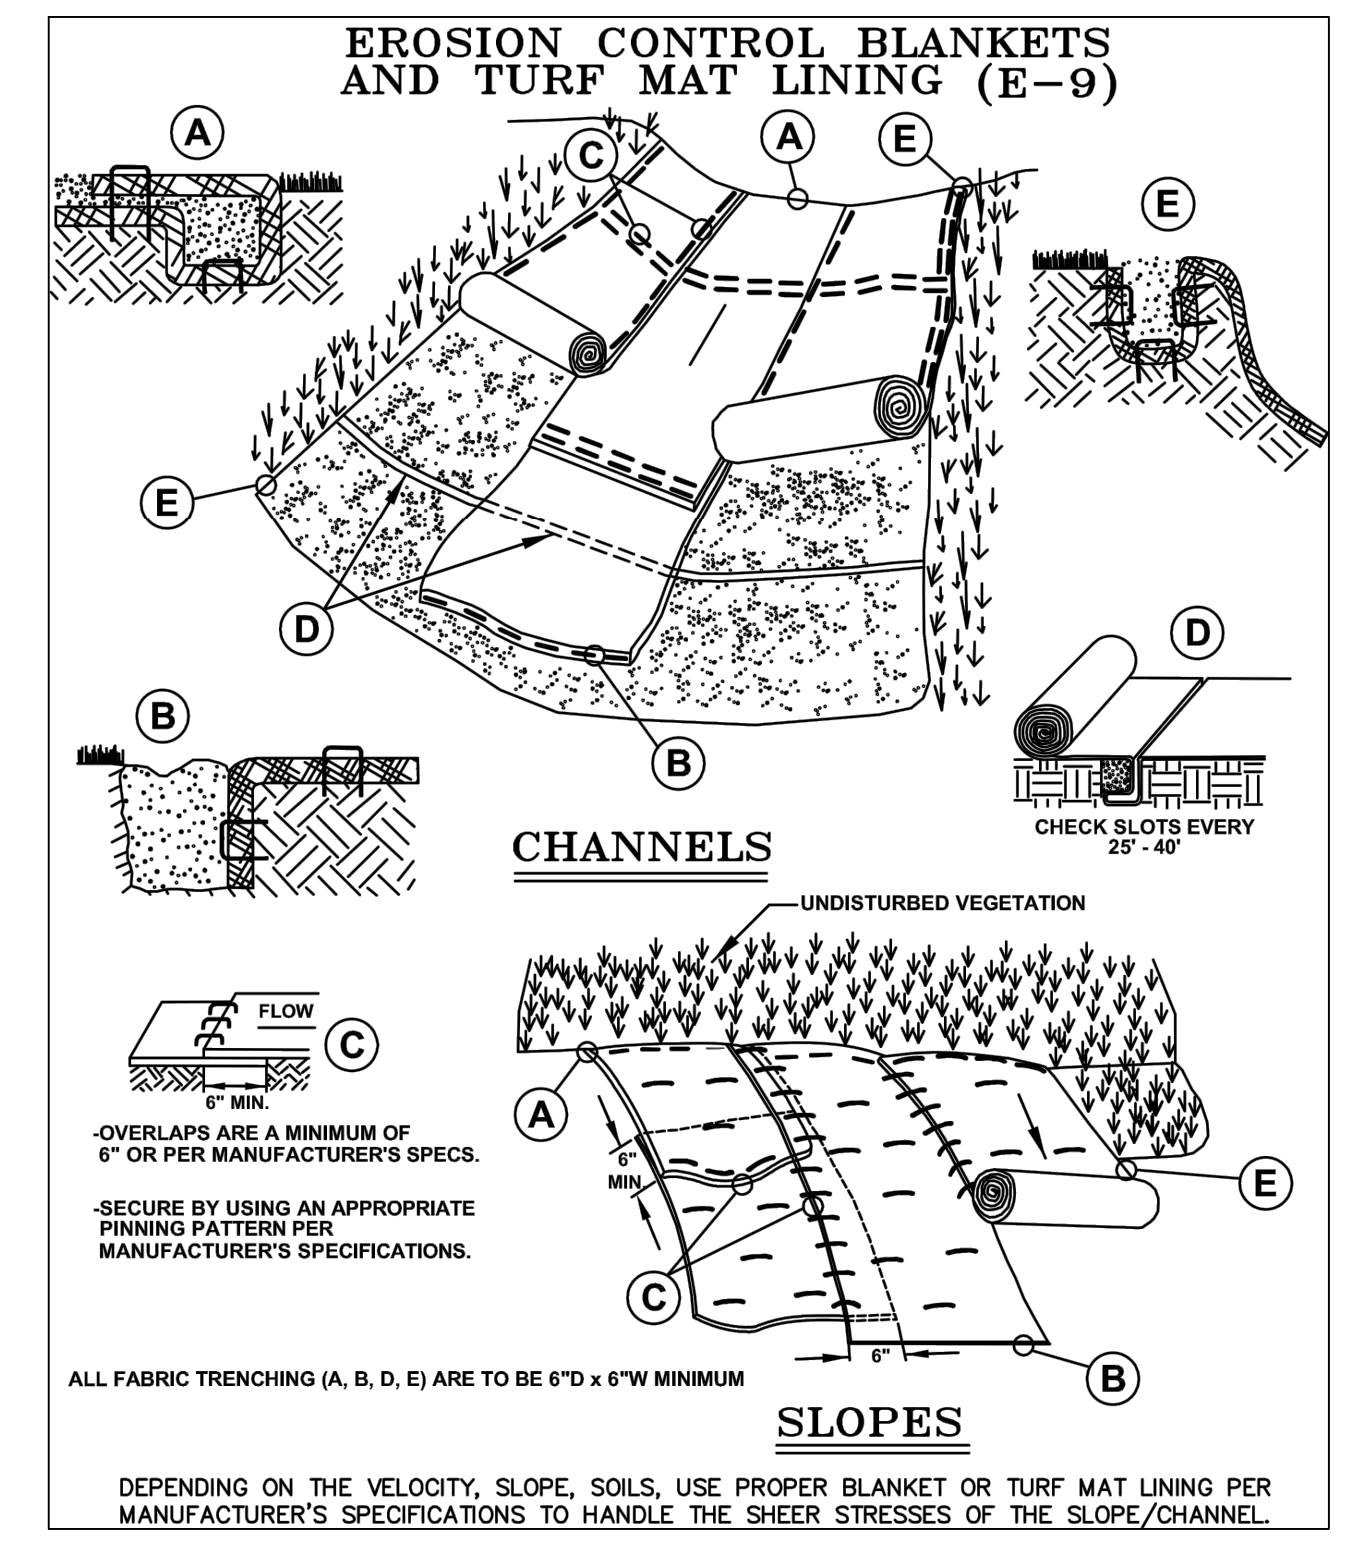 EROSION CONTROL BLANKETS
AND TURF MAT LINING (E-9)
A
C
A
E
E
E
D
D
B
B
CHECK SLOTS EVERY
25' - 40'
CHANNELS
UNDISTURBED VEGETATION
FLOW
C
6" MIN.
-OVERLAPS ARE A MINIMUM OF
6" OR PER MANUFACTURER'S SPECS.
-SECURE BY USING AN APPROPRIATE
PINNING PATTERN PER
MANUFACTURER'S SPECIFICATIONS.
A
6"
MIN.
E
C
6"
B
ALL FABRIC TRENCHING (A, B, D, E) ARE TO BE 6"D x 6"W MINIMUM
SLOPES
DEPENDING ON THE VELOCITY, SLOPE, SOILS, USE PROPER BLANKET OR TURF MAT LINING PER
MANUFACTURER'S SPECIFICATIONS TO HANDLE THE SHEER STRESSES OF THE SLOPE/CHANNEL.